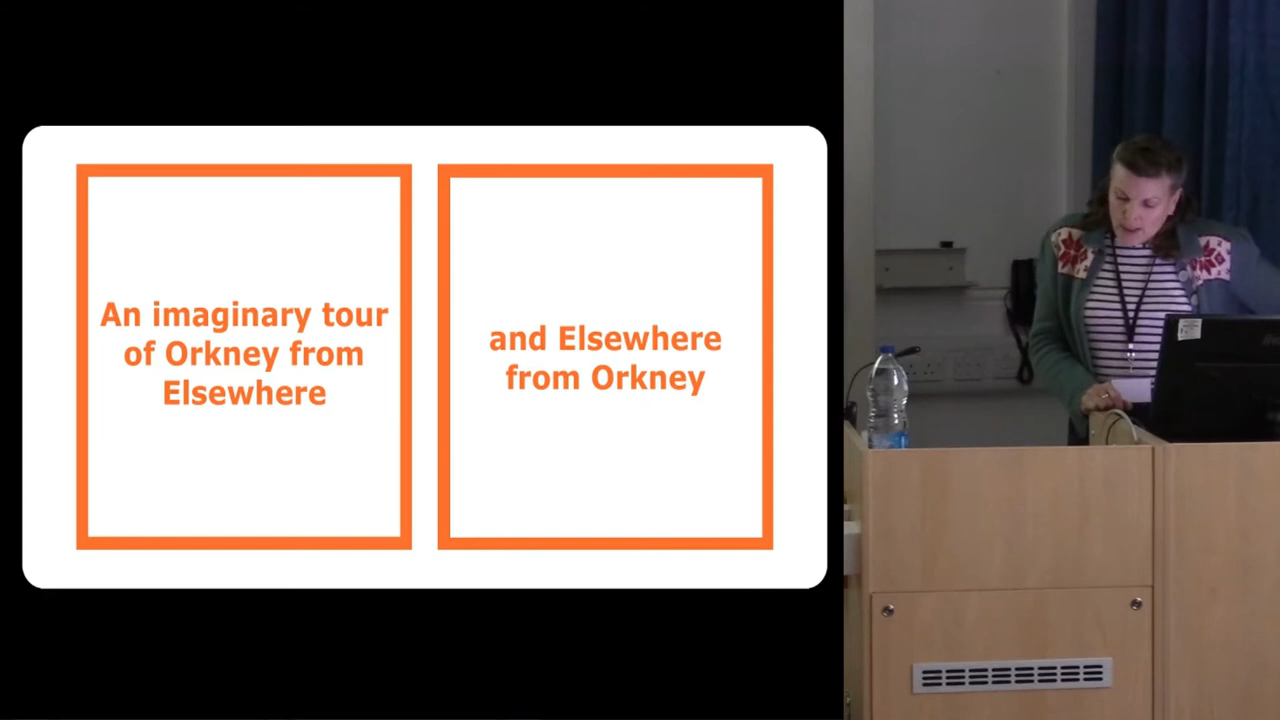 An imaginary tour
of Orkney from
Elsewhere
and Elsewhere
from Orkney